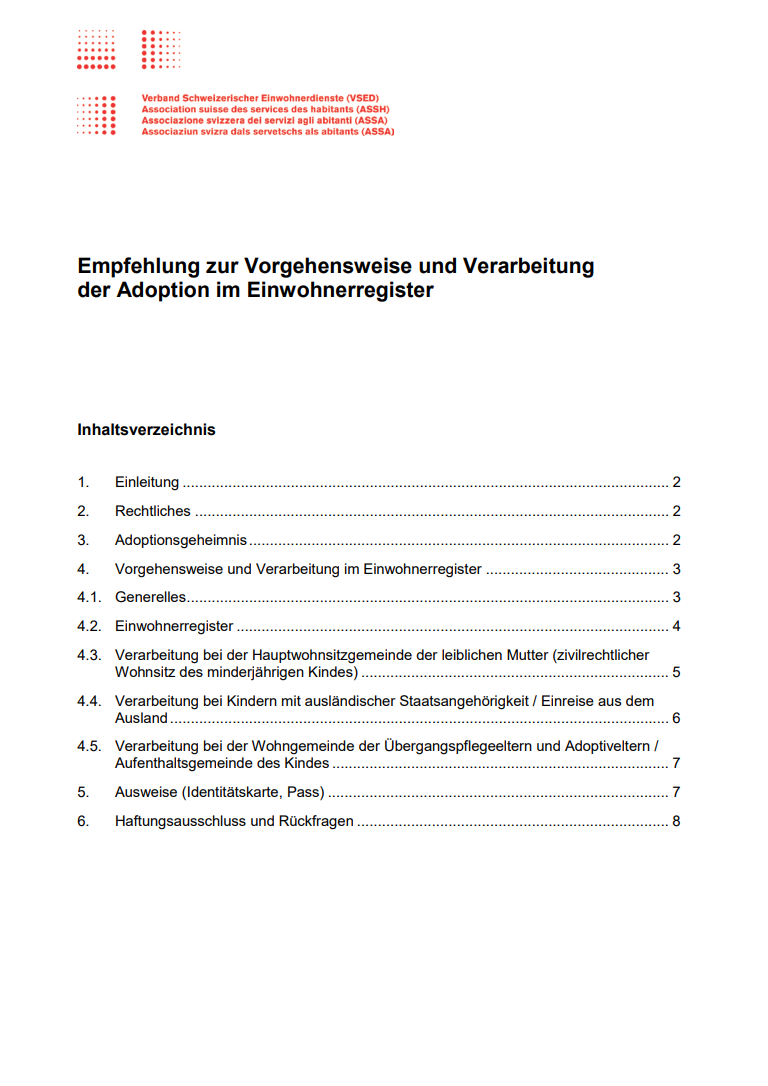 Verband Schweizerischer Einwohnerdienste (VSED)
Association suisse des services des habitants (ASSH)
Associazione svizzera dei servizi agli abitanti (ASSA)
Associaziun svizra dals servetschs als abitants (ASSA)
Empfehlung zur Vorgehensweise und Verarbeitung
der Adoption im Einwohnerregister
Inhaltsverzeichnis
1. Einleitung ........................................................ 2
2. Rechtliches ........................................................ 2
3. Adoptionsgeheimnis ........................................................ 2
4. Vorgehensweise und Verarbeitung im Einwohnerregister ........................................................ 3
4.1. Generelles ........................................................ 3
4.2. Einwohnerregister ........................................................ 4
4.3. Verarbeitung bei der Hauptwohnsitzgemeinde der leiblichen Mutter (zivilrechtlicher
Wohnsitz des minderjährigen Kindes) ........................................................ 5
4.4. Verarbeitung bei Kindern mit ausländischer Staatsangehörigkeit / Einreise aus dem
Ausland ........................................................ 6
4.5. Verarbeitung bei der Wohngemeinde der Übergangspflegeeltern und Adoptiveltern /
Aufenthaltsgemeinde des Kindes ........................................................ 7
5. Ausweise (Identitätskarte, Pass) ........................................................ 7
6. Haftungsausschluss und Rückfragen ........................................................ 8